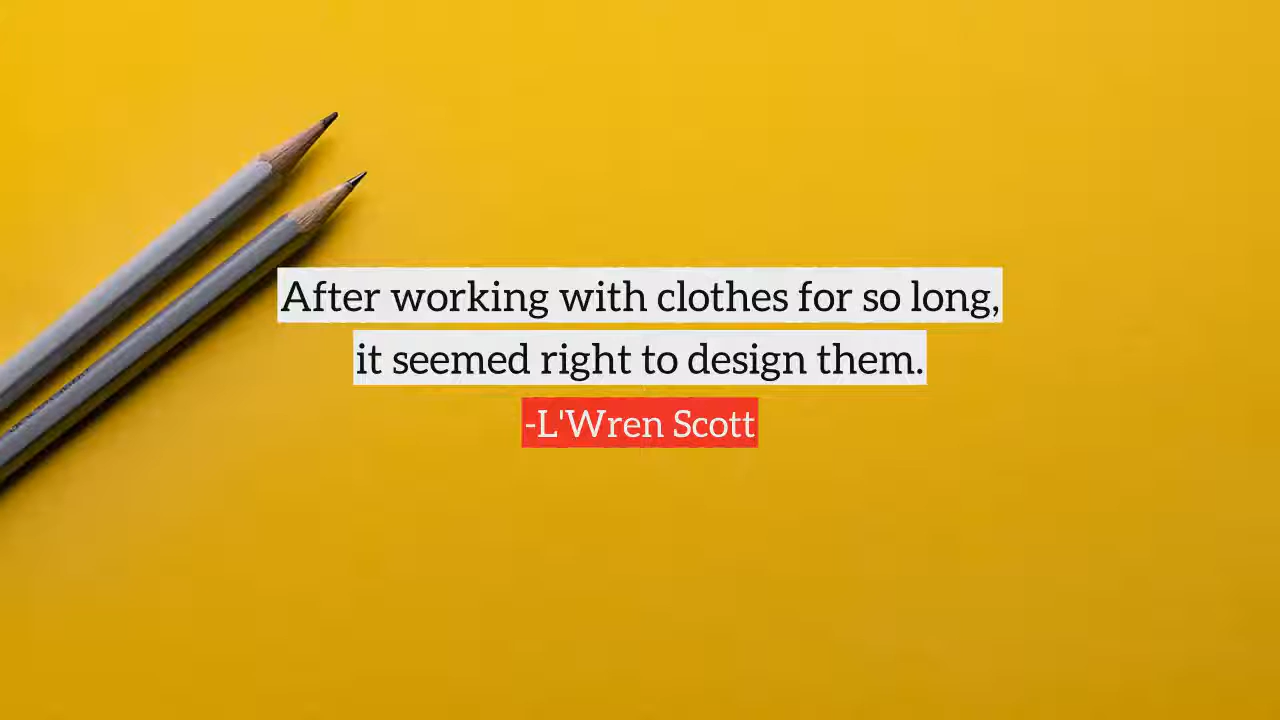 After working with clothes for so long,
it seemed right to design them.
-L'Wren Scott